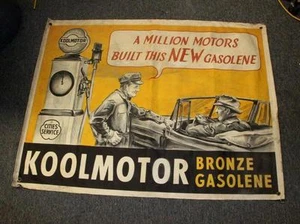 KOOLMOTOR
A MILLION MOTORS
BUILT THIS NEW GASOLENE
CITIES
SERVICE
KOOLMOTOR
BRONZE
GASOLENE